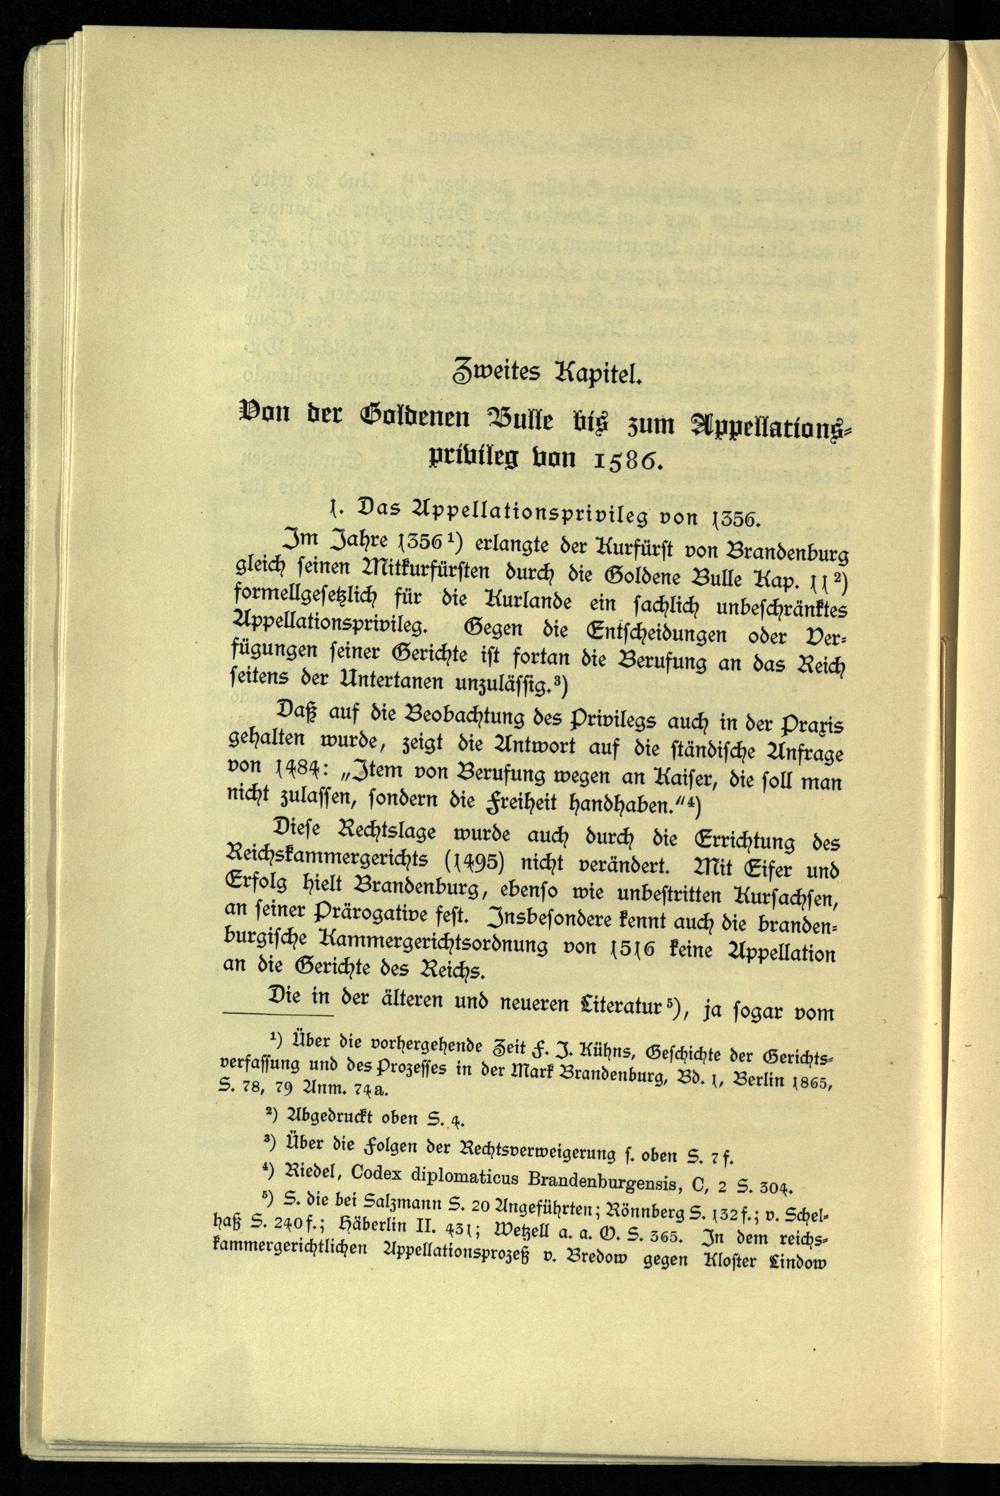 Zweites Kapitel.
Von der Goldenen Bulle bis zum Appellations-
privileg von 1586.
1. Das Appellationsprivileg von 1356.
Im Jahre 1356¹) erlangte der Kurfürst von Brandenburg
gleich seinen Mitkurfürsten durch die Goldene Bulle Kap. 11²)
formellgesetzlich für die Kurlande ein sachlich unbeschränktes
Appellationsprivileg. Gegen die Entscheidungen oder Ver-
fügungen seiner Gerichte ist fortan die Berufung an das Reich
seitens der Untertanen unzulässig.³)
Daß auf die Beobachtung des Privilegs auch in der Praxis
gehalten wurde, zeigt die Antwort auf die ständische Anfrage
von 1484: „Item von Berufung wegen an Kaiser, die soll man
nicht zulassen, sondern die Freiheit handhaben.“⁴)
Diese Rechtslage wurde auch durch die Errichtung des
Reichskammergerichts (1495) nicht verändert. Mit Eifer und
Erfolg hielt Brandenburg, ebenso wie unbestritten Kursachsen,
an seiner Prärogative fest. Insbesondere kennt auch die branden-
burgische Kammergerichtsordnung von 1516 keine Appellation
an die Gerichte des Reichs.
Die in der älteren und neueren Literatur⁵), ja sogar vom
¹) Über die vorhergehende Zeit F. J. Kühns, Geschichte der Gerichts-
verfassung und des Prozesses in der Mark Brandenburg, Bd. 1, Berlin 1865,
S. 78, 79 Anm. 74a.
²) Abgedruckt oben S. 4.
³) Über die Folgen der Rechtsverweigerung s. oben S. 7f.
⁴) Riedel, Codex diplomaticus Brandenburgensis, C, 2 S. 304.
⁵) S. die bei Salzmann S. 20 Angeführten; Rönnberg S. 132f.; v. Schel-
haß S. 240f.; Häberlin II. 431; Wetzell a. a. O. S. 365. In dem reichs-
kammergerichtlichen Appellationsprozeß v. Bredow gegen Kloster Lindow